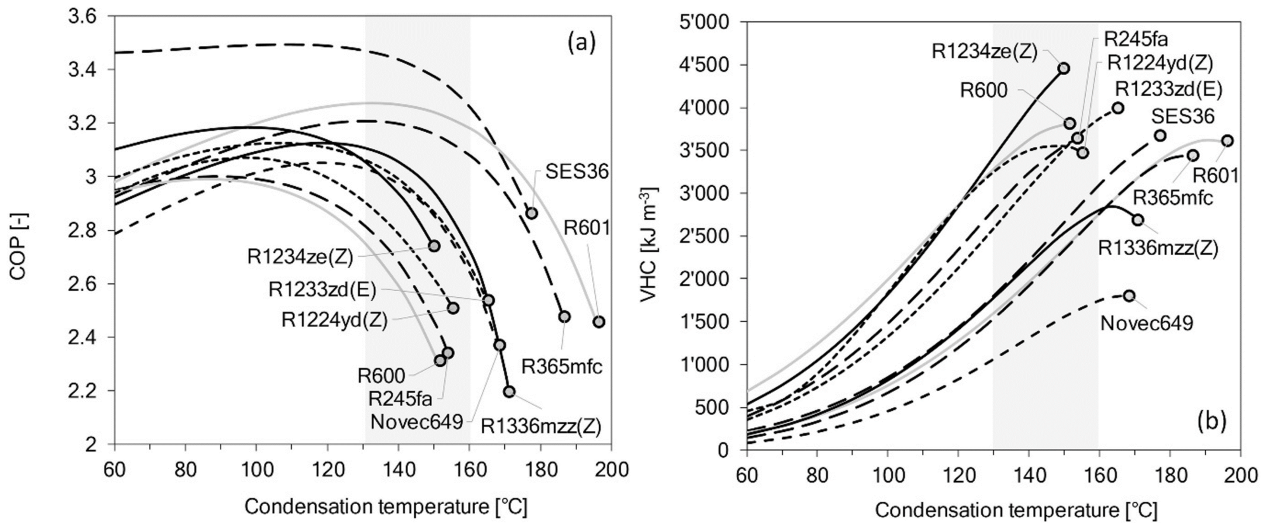 3.6
3.4
3.2
3
2.8
2.6
2.4
2.2
2
COP [-]
(a)
SES36
R601
R1234ze(Z)
R1233zd(E)
R1224yd(Z)
R600
R365mfc
R245fa
Novec649
R1336mzz(Z)
60 80 100 120 140 160 180 200
Condensation temperature [°C]
5'000
4'500
4'000
3'500
3'000
2'500
2'000
1'500
1'000
500
0
VHC [kJ m-3]
R1234ze(Z)
R245fa
R1224yd(Z)
R600
R1233zd(E)
SES36
R601
R365mfc
R1336mzz(Z)
Novec649
(b)
60 80 100 120 140 160 180 200
Condensation temperature [°C]